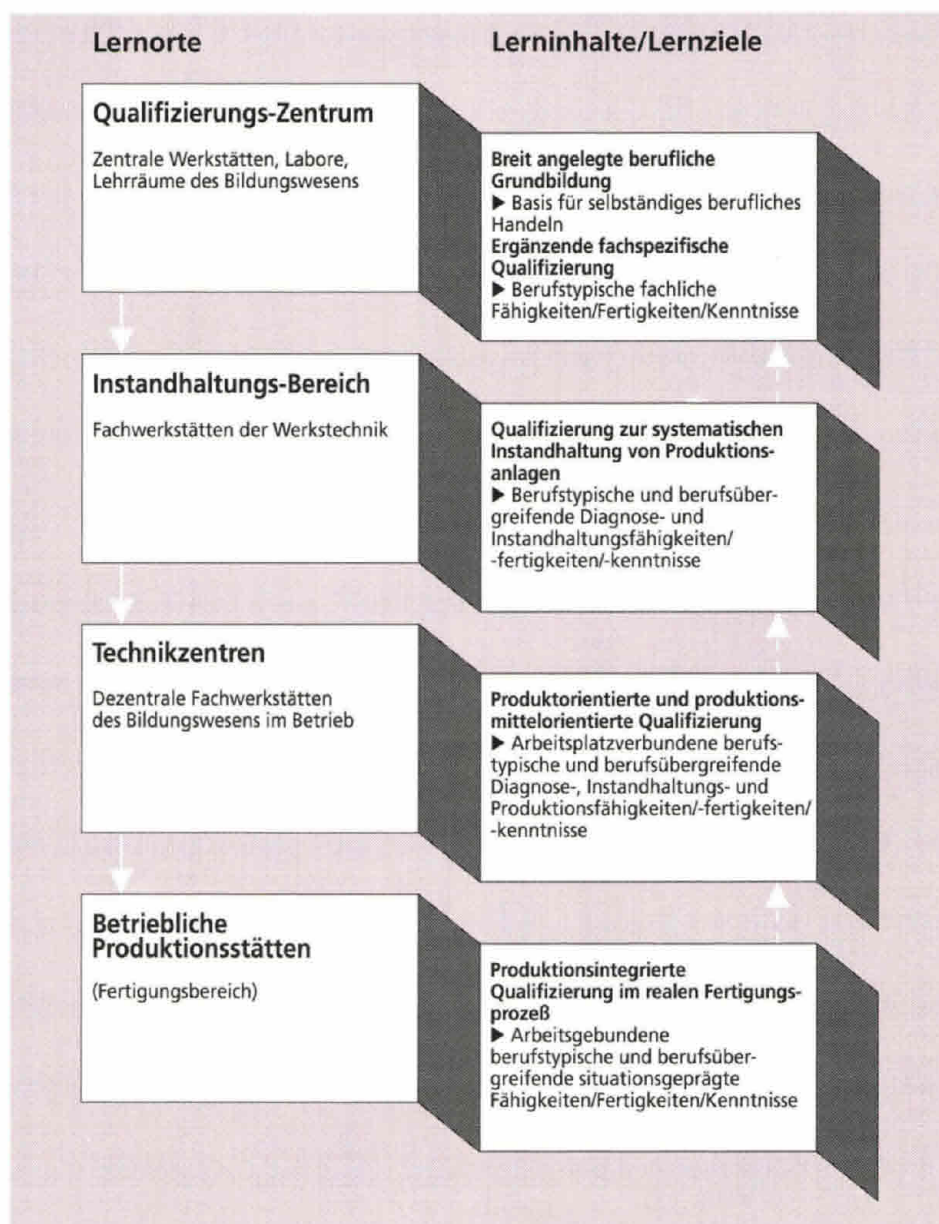 Lernorte
Lerninhalte/Lernziele
Qualifizierungs-Zentrum
Zentrale Werkstätten, Labore,
Lehrräume des Bildungswesens
Breit angelegte berufliche
Grundbildung
▶ Basis für selbständiges berufliches
Handeln
Ergänzende fachspezifische
Qualifizierung
▶ Berufstypische fachliche
Fähigkeiten/Fertigkeiten/Kenntnisse
Instandhaltungs-Bereich
Fachwerkstätten der Werkstechnik
Qualifizierung zur systematischen
Instandhaltung von Produktions-
anlagen
▶ Berufstypische und berufsüber-
greifende Diagnose- und
Instandhaltungsfähigkeiten/
-fertigkeiten/-kenntnisse
Technikzentren
Dezentrale Fachwerkstätten
des Bildungswesens im Betrieb
Produktorientierte und produktions-
mittelorientierte Qualifizierung
▶ Arbeitsplatzverbundene berufs-
typische und berufsübergreifende
Diagnose-, Instandhaltungs- und
Produktionsfähigkeiten/-fertigkeiten/
-kenntnisse
Betriebliche
Produktionsstätten
(Fertigungsbereich)
Produktionsintegrierte
Qualifizierung im realen Fertigungs-
prozeß
▶ Arbeitsgebundene
berufstypische und berufsüber-
greifende situationsgeprägte
Fähigkeiten/Fertigkeiten/Kenntnisse